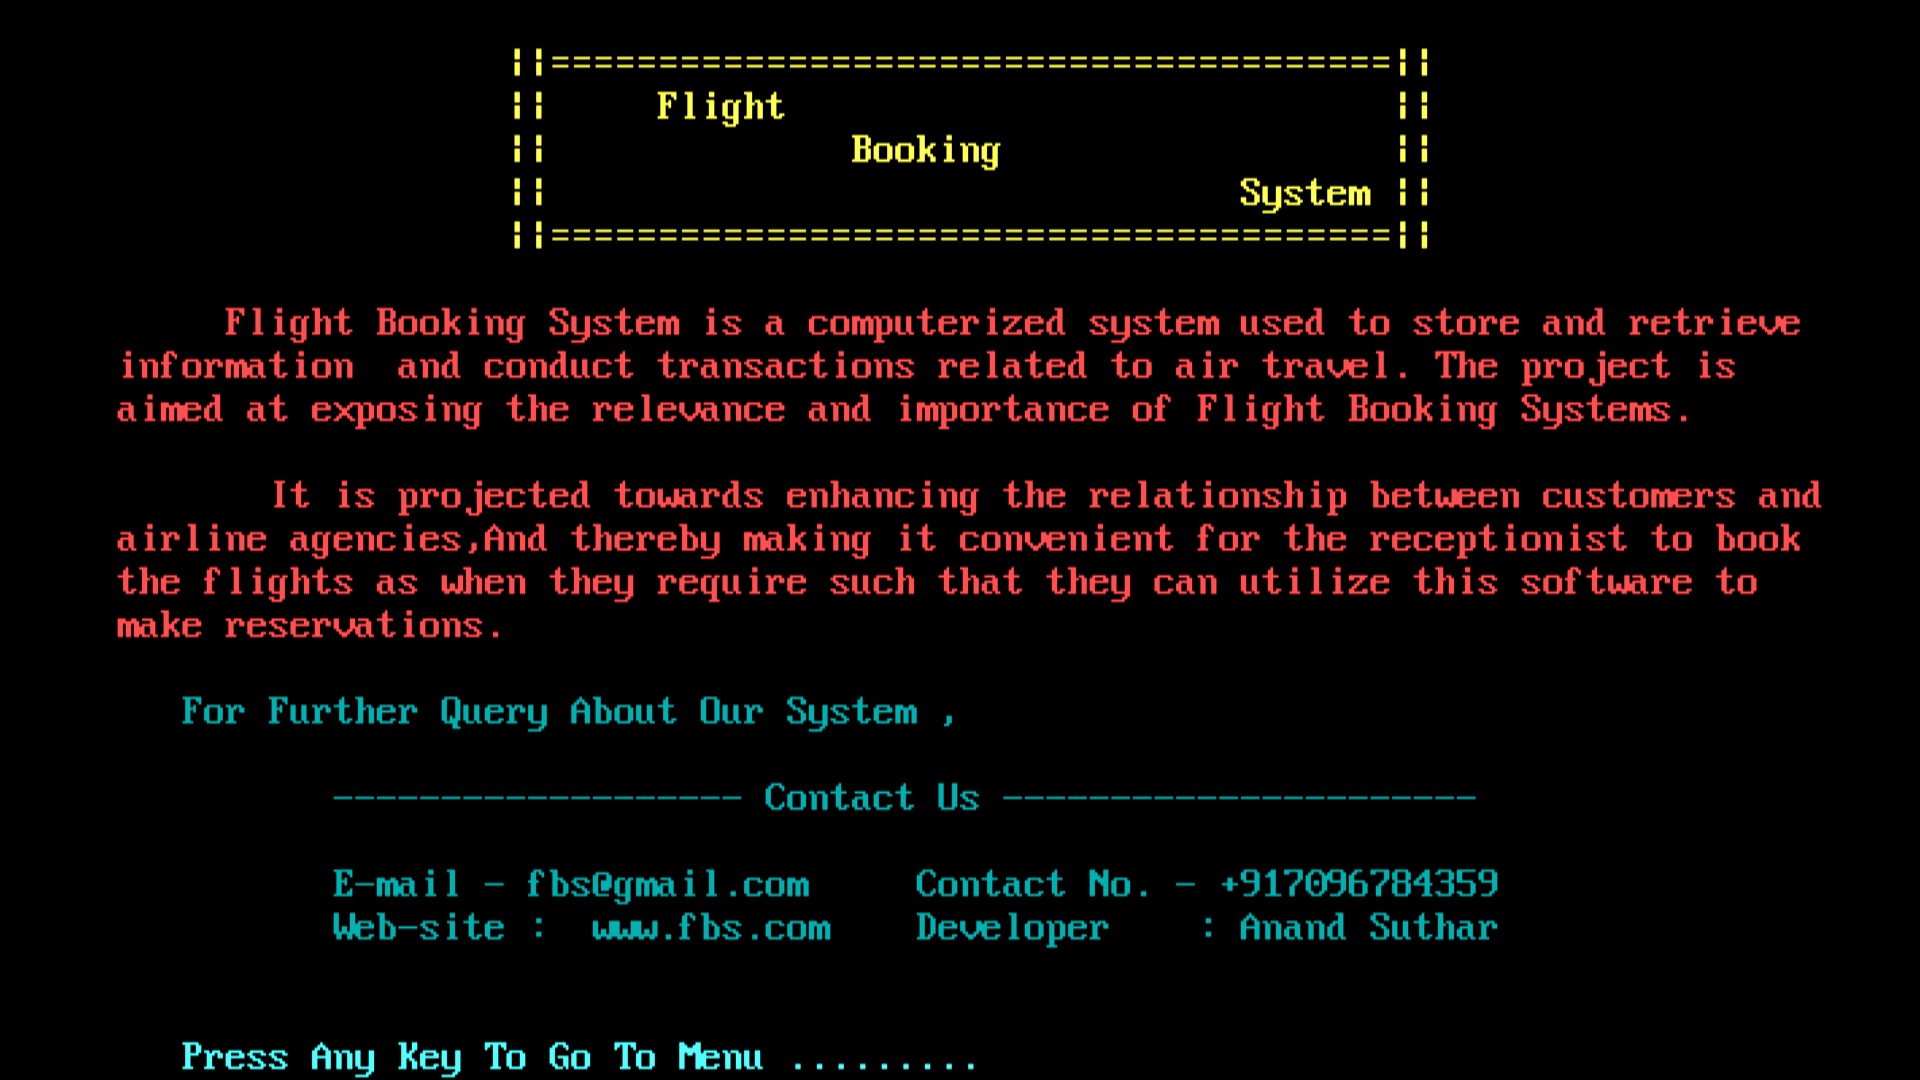 ||=======================================||
|| Flight ||
|| Booking ||
|| System ||
||=======================================||
Flight Booking System is a computerized system used to store and retrieve
information  and conduct transactions related to air travel. The project is
aimed at exposing the relevance and importance of Flight Booking Systems.
It is projected towards enhancing the relationship between customers and
airline agencies,And thereby making it convenient for the receptionist to book
the flights as when they require such that they can utilize this software to
make reservations.
For Further Query About Our System ,
------------------- Contact Us ----------------------
E-mail - fbs@gmail.com     Contact No. - +917096784359
Web-site :  www.fbs.com    Developer    : Anand Suthar
Press Any Key To Go To Menu .........